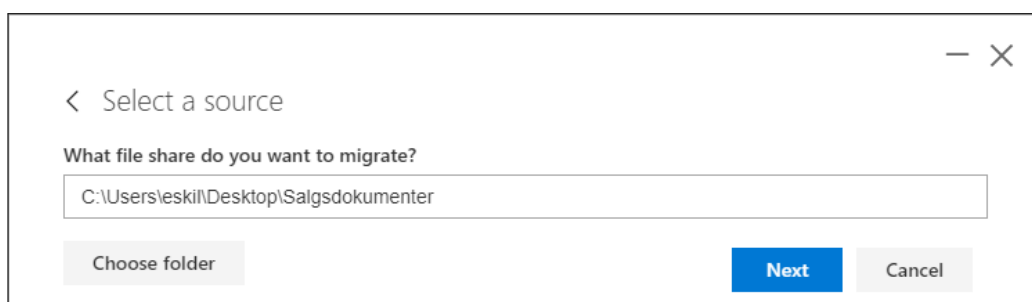 Select a source
What file share do you want to migrate?
C:\Users\eskil\Desktop\Salgsdokumenter
Choose folder
Next
Cancel